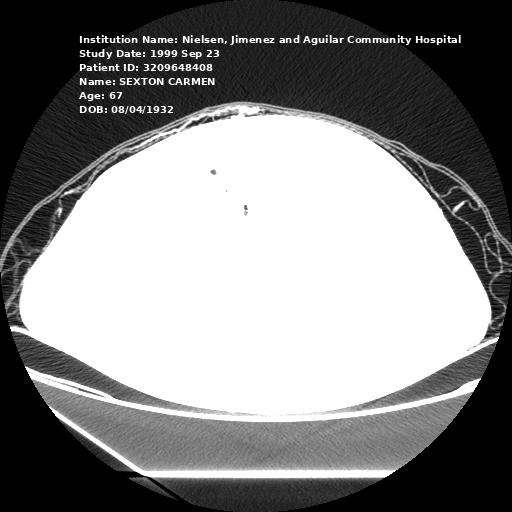 Institution Name: Nielsen, Jimenez and Aguilar Community Hospital
Study Date: 1999 Sep 23
Patient ID: 3209648408
Name: SEXTON CARMEN
Age: 67
DOB: 08/04/1932